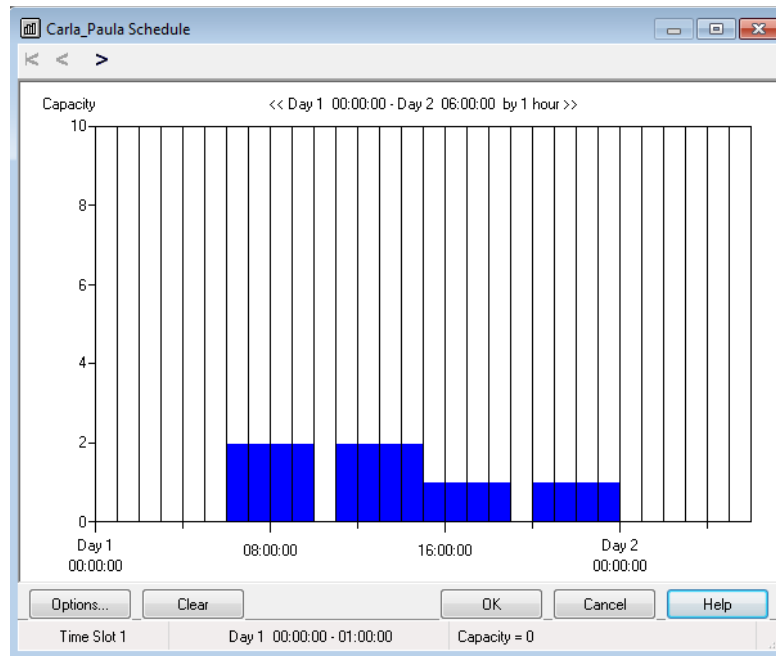 Carla_Paula Schedule
Capacity << Day 1 00:00:00 - Day 2 06:00:00 by 1 hour >>
10
8
6
4
2
0
Day 1 08:00:00 16:00:00 Day 2
00:00:00 00:00:00
Options... Clear OK Cancel Help
Time Slot 1 Day 1 00:00:00 - 01:00:00 Capacity = 0